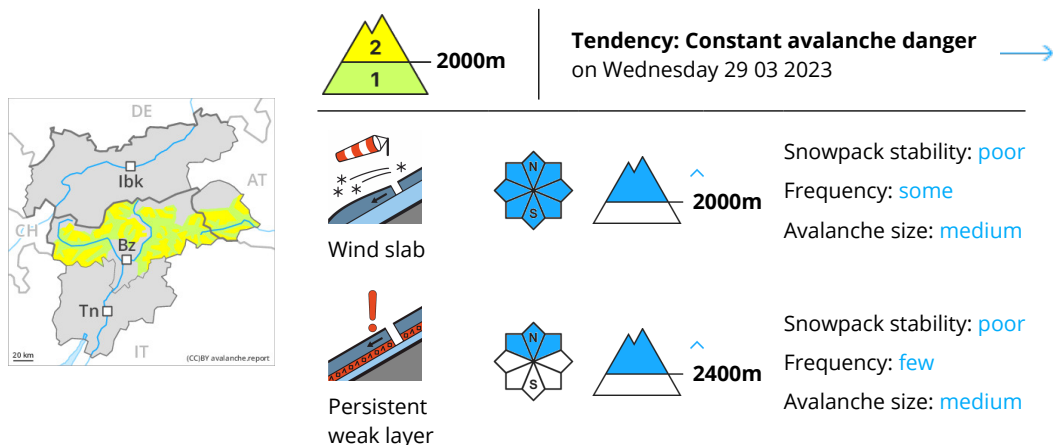 2
1
2000m
Tendency: Constant avalanche danger
on Wednesday 29 03 2023
DE
Ibk
AT
CH
Bz
Tn
IT
20 km
(CC)BY avalanche.report
Wind slab
N
S
2000m
Snowpack stability: poor
Frequency: some
Avalanche size: medium
Persistent
weak layer
N
S
2400m
Snowpack stability: poor
Frequency: few
Avalanche size: medium